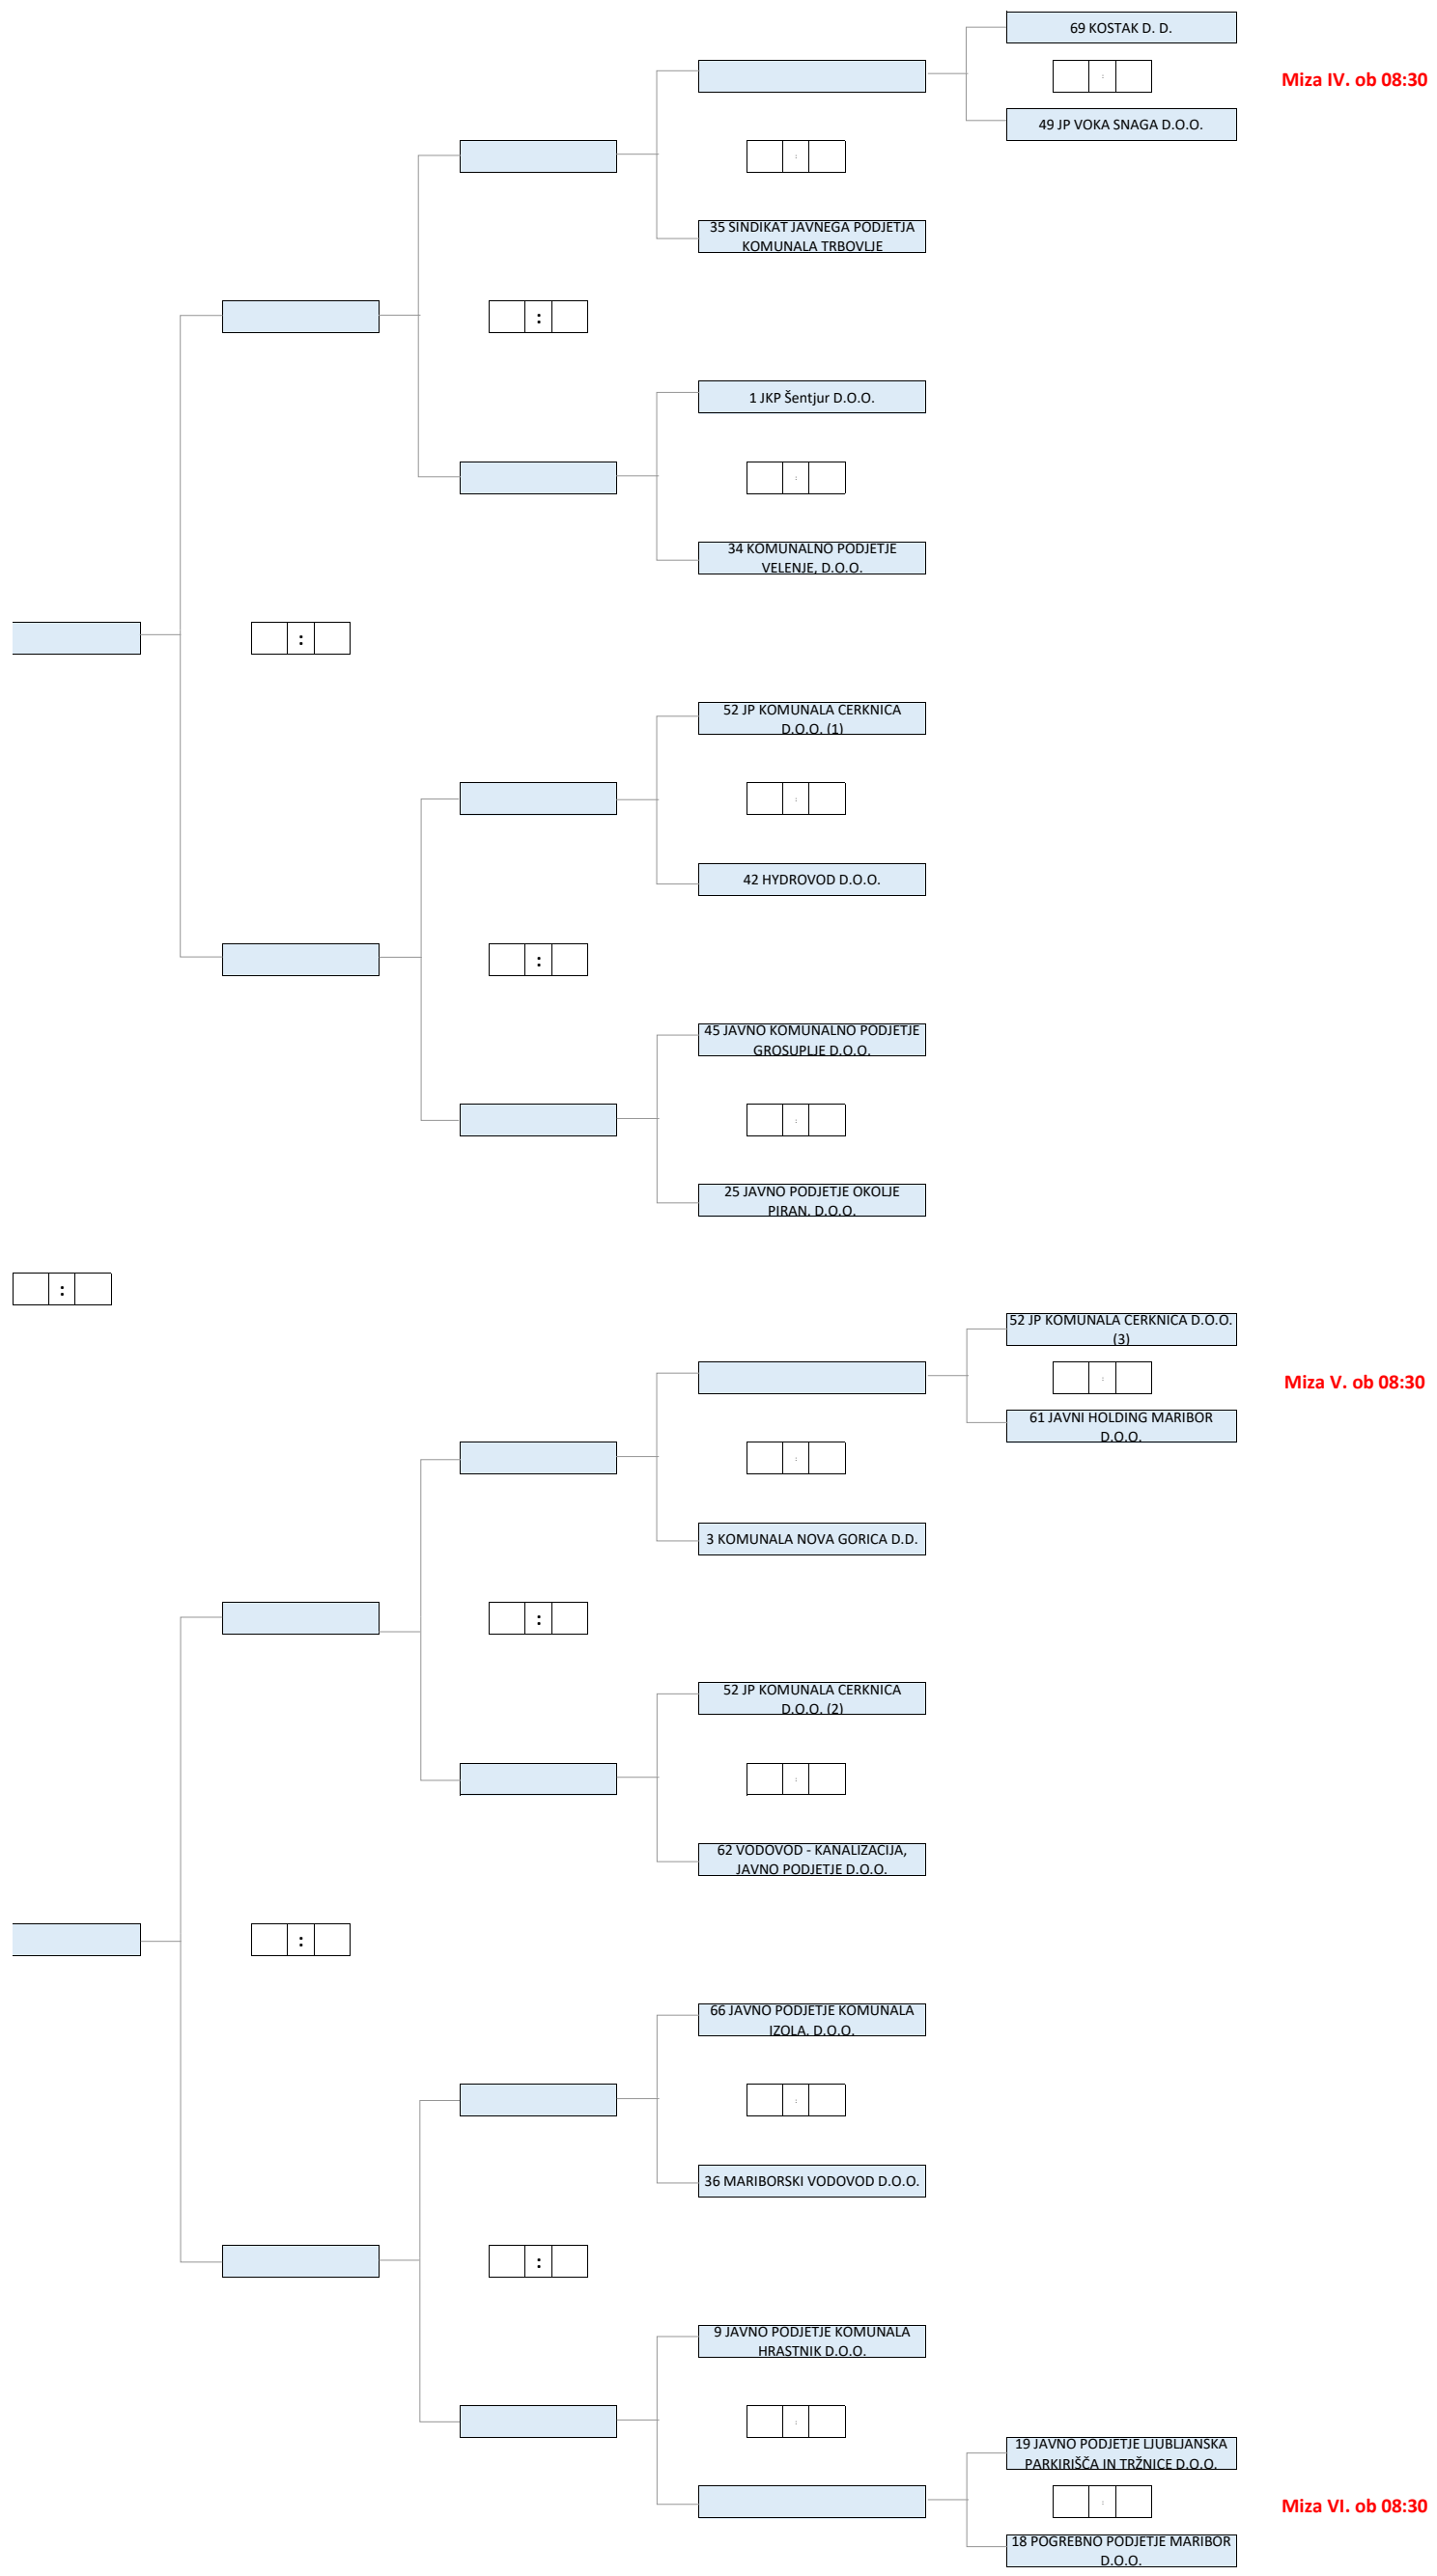 69 KOSTAK D. D.
:
Miza IV. ob 08:30
49 JP VOKA SNAGA D.O.O.
:
35 SINDIKAT JAVNEGA PODJETJA
KOMUNALA TRBOVLJE
:
1 JKP Šentjur D.O.O.
:
34 KOMUNALNO PODJETJE
VELENJE, D.O.O.
:
52 JP KOMUNALA CERKNICA
D.O.O. (1)
:
42 HYDROVOD D.O.O.
:
45 JAVNO KOMUNALNO PODJETJE
GROSUPLJE D.O.O.
:
25 JAVNO PODJETJE OKOLJE
PIRAN, D.O.O.
:
52 JP KOMUNALA CERKNICA D.O.O.
(3)
:
Miza V. ob 08:30
61 JAVNI HOLDING MARIBOR
D.O.O.
:
3 KOMUNALA NOVA GORICA D.D.
:
52 JP KOMUNALA CERKNICA
D.O.O. (2)
:
62 VODOVOD - KANALIZACIJA,
JAVNO PODJETJE D.O.O.
:
66 JAVNO PODJETJE KOMUNALA
IZOLA, D.O.O.
:
36 MARIBORSKI VODOVOD D.O.O.
:
9 JAVNO PODJETJE KOMUNALA
HRASTNIK D.O.O.
:
19 JAVNO PODJETJE LJUBLJANSKA
PARKIRIŠČA IN TRŽNICE D.O.O.
:
Miza VI. ob 08:30
18 POGREBNO PODJETJE MARIBOR
D.O.O.